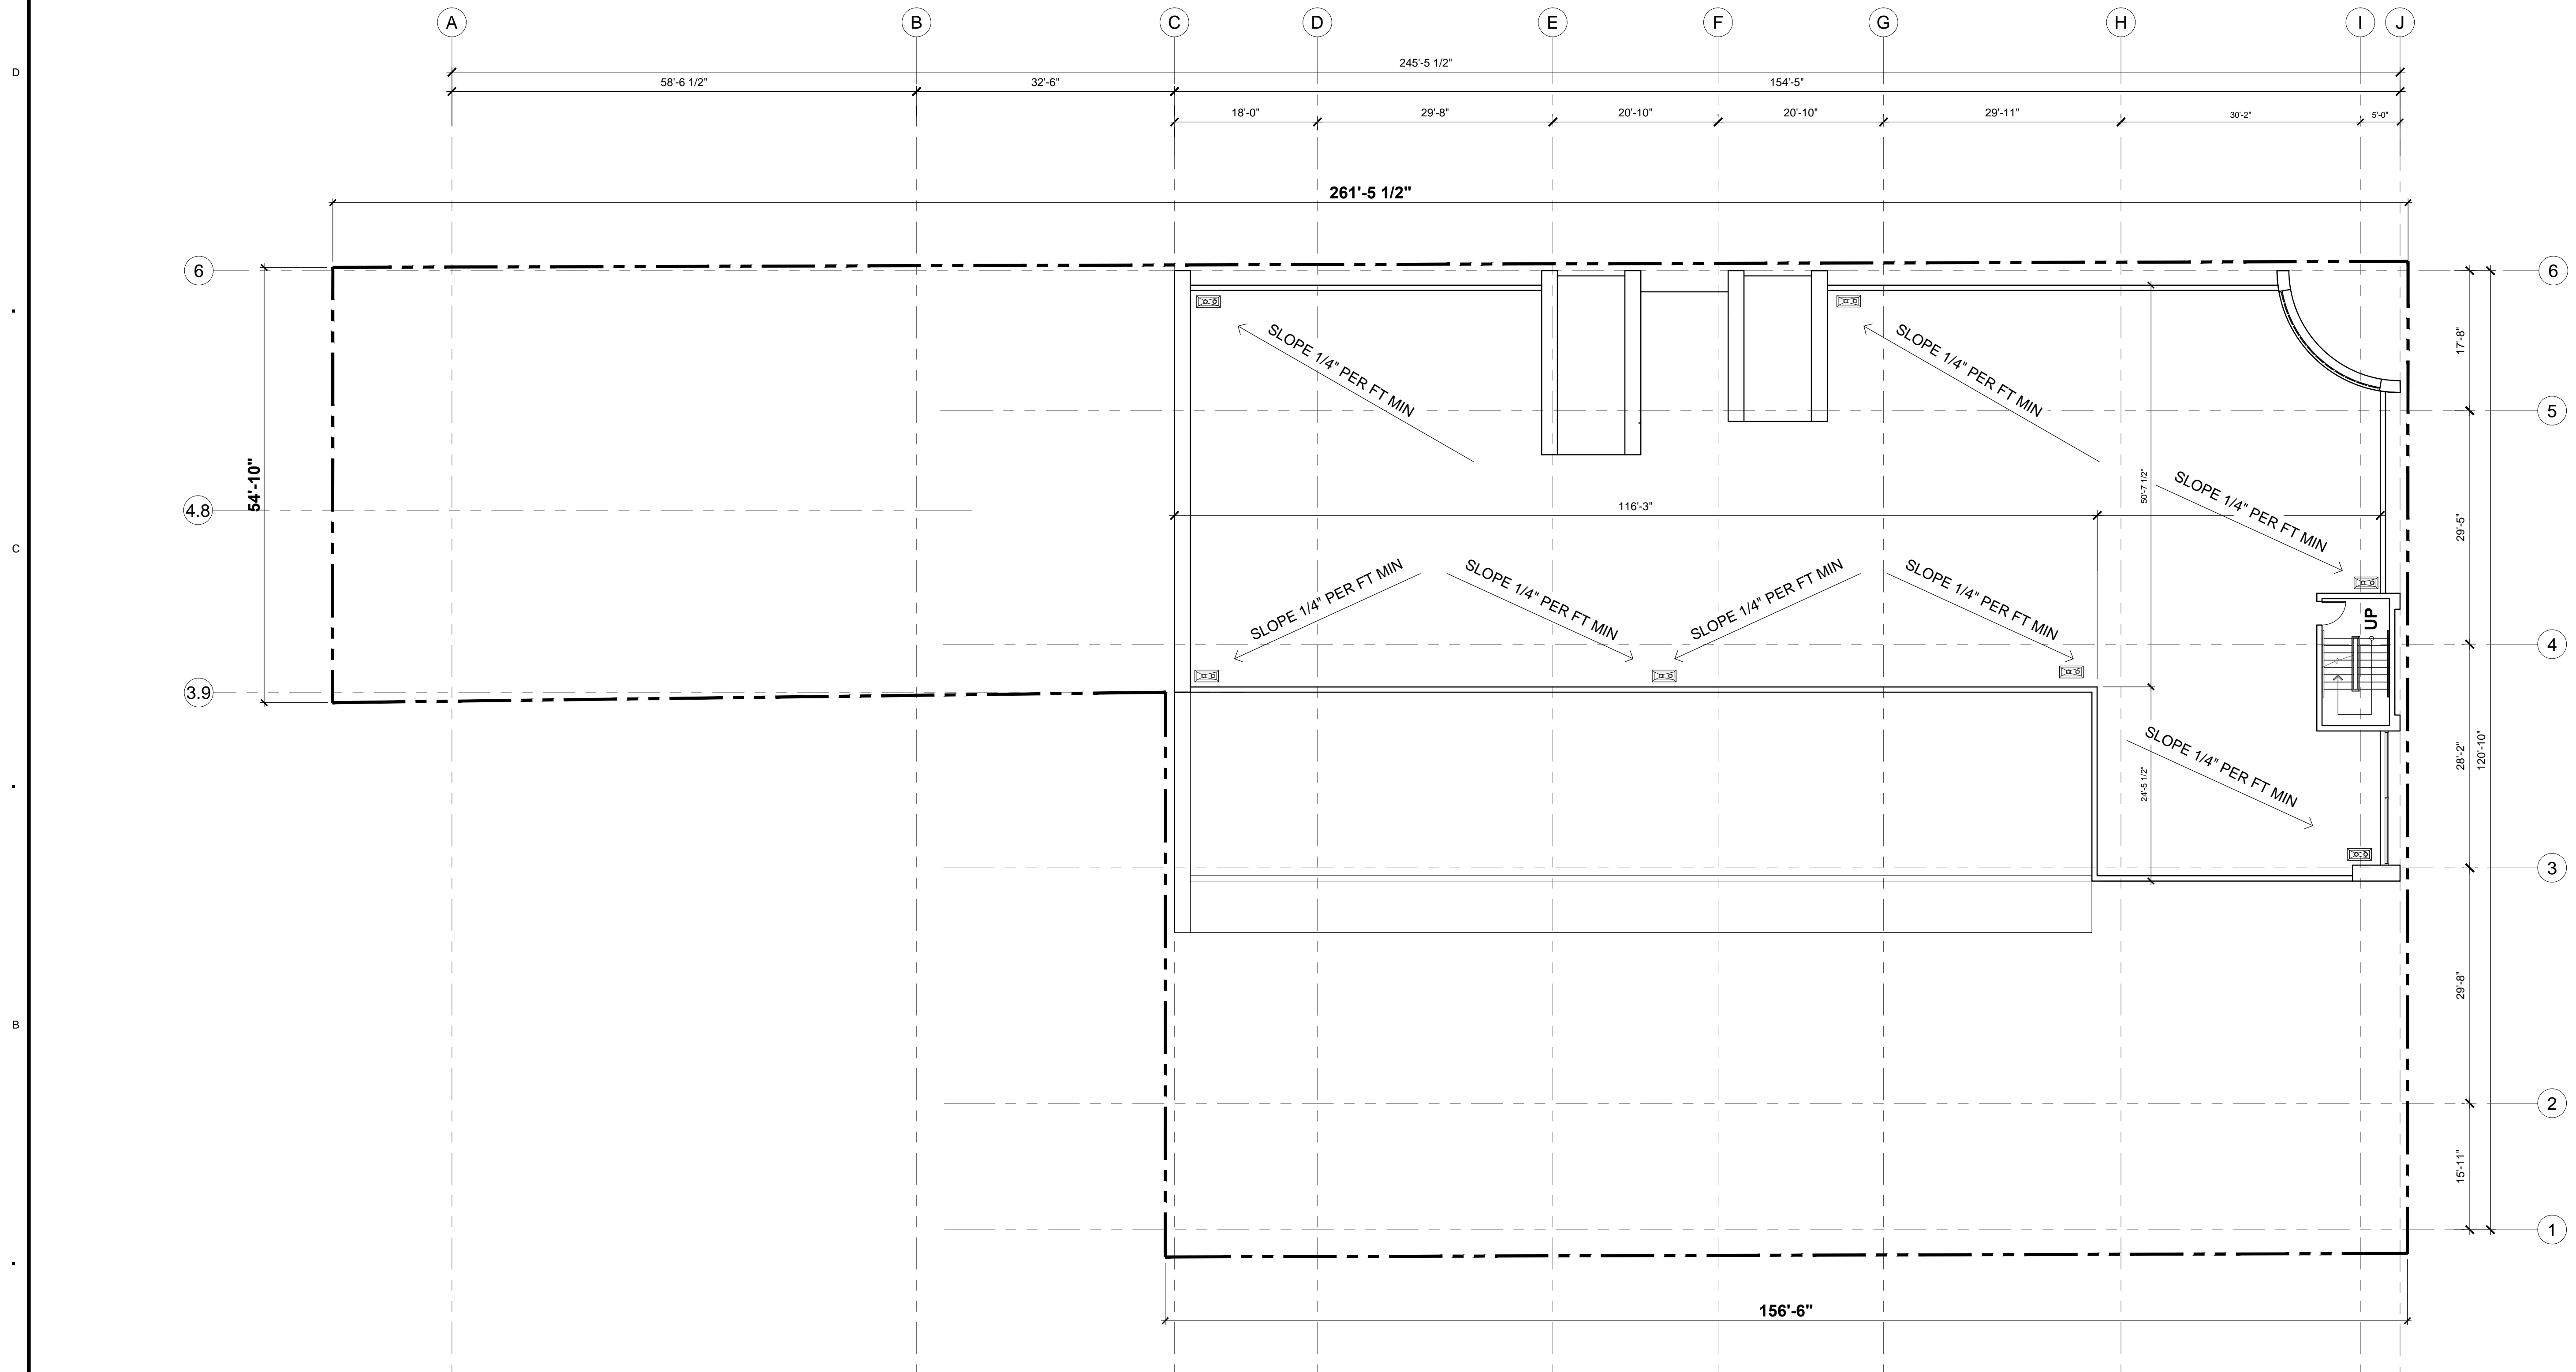 A B C D E F G H I J
D
245'-5 1/2"
58'-6 1/2" 32'-6" 154'-5"
18'-0" 29'-8" 20'-10" 20'-10" 29'-11" 30'-2" 5'-0"
261'-5 1/2"
6 6
17'-8"
SLOPE 1/4" PER FT MIN SLOPE 1/4" PER FT MIN
5
54'-10"
4.8
50'-7 1/2"
SLOPE 1/4" PER FT MIN
116'-3"
29'-5"
C
SLOPE 1/4" PER FT MIN SLOPE 1/4" PER FT MIN SLOPE 1/4" PER FT MIN SLOPE 1/4" PER FT MIN
UP
4
3.9
28'-2"
120'-10"
SLOPE 1/4" PER FT MIN
24'-5 1/2"
3
29'-8"
B
2
15'-11"
1
156'-6"